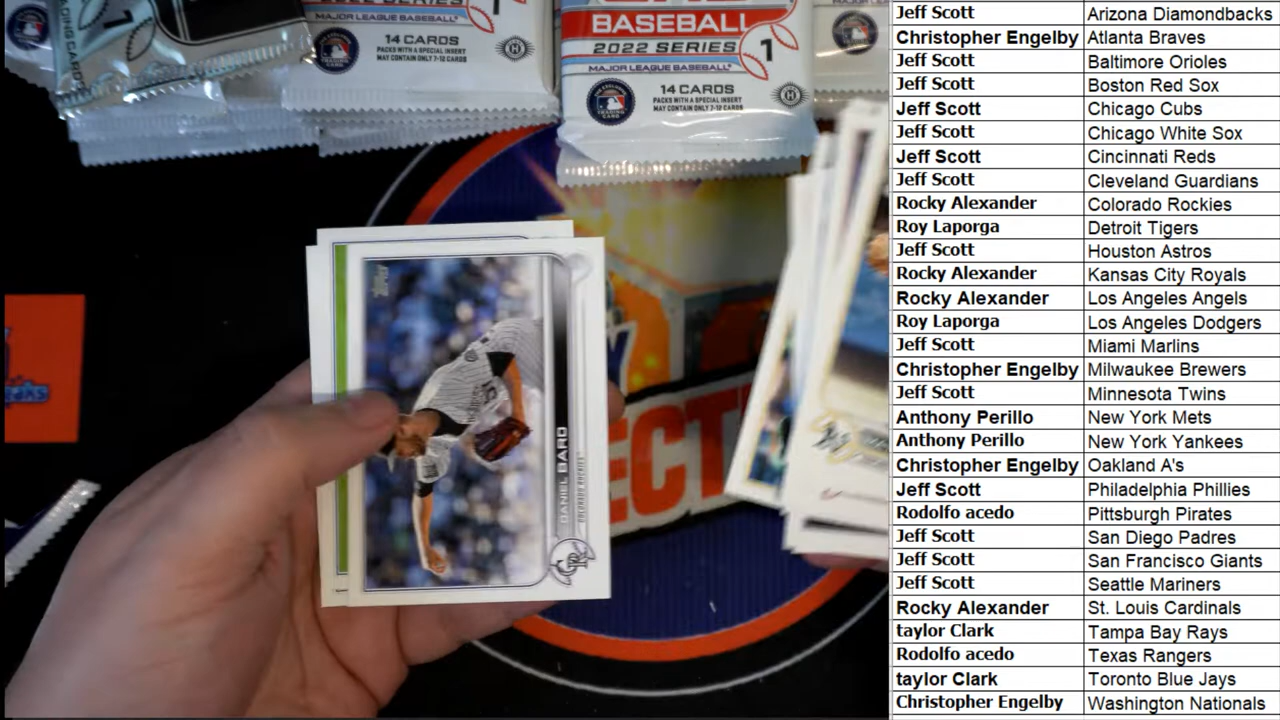 SERIES 1
MAJOR LEAGUE BASEBALL
14 CARDS
PACKS WITH A SPECIAL INSERT
MAY CONTAIN ONLY 7-12 CARDS
BASEBALL
2022 SERIES 1
MAJOR LEAGUE BASEBALL
14 CARDS
PACKS WITH A SPECIAL INSERT
MAY CONTAIN ONLY 7-12 CARDS
Topps
DANIEL BARD
COLORADO ROCKIES
CR
ECT
Jeff Scott Arizona Diamondbacks
Christopher Engelby Atlanta Braves
Jeff Scott Baltimore Orioles
Jeff Scott Boston Red Sox
Jeff Scott Chicago Cubs
Jeff Scott Chicago White Sox
Jeff Scott Cincinnati Reds
Jeff Scott Cleveland Guardians
Rocky Alexander Colorado Rockies
Roy Laporga Detroit Tigers
Jeff Scott Houston Astros
Rocky Alexander Kansas City Royals
Rocky Alexander Los Angeles Angels
Roy Laporga Los Angeles Dodgers
Jeff Scott Miami Marlins
Christopher Engelby Milwaukee Brewers
Jeff Scott Minnesota Twins
Anthony Perillo New York Mets
Anthony Perillo New York Yankees
Christopher Engelby Oakland A's
Jeff Scott Philadelphia Phillies
Rodolfo acedo Pittsburgh Pirates
Jeff Scott San Diego Padres
Jeff Scott San Francisco Giants
Jeff Scott Seattle Mariners
Rocky Alexander St. Louis Cardinals
taylor Clark Tampa Bay Rays
Rodolfo acedo Texas Rangers
taylor Clark Toronto Blue Jays
Christopher Engelby Washington Nationals